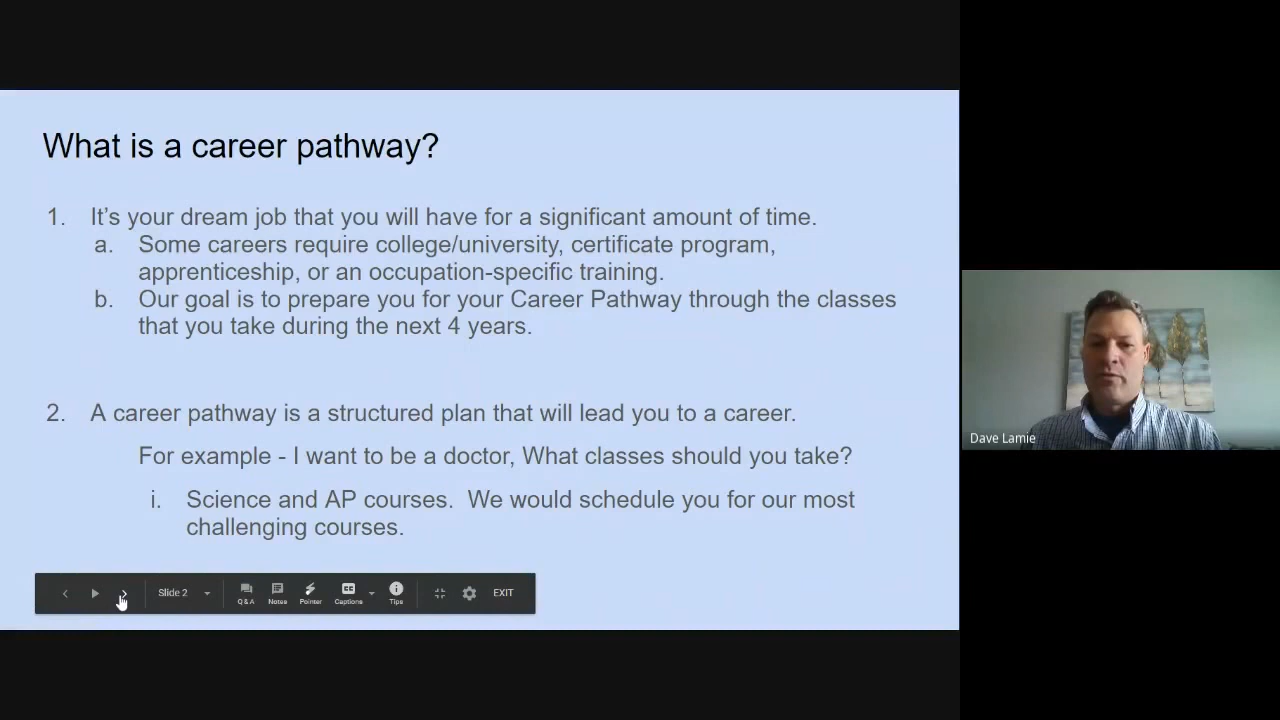 What is a career pathway?
1. It's your dream job that you will have for a significant amount of time.
a. Some careers require college/university, certificate program,
apprenticeship, or an occupation-specific training.
b. Our goal is to prepare you for your Career Pathway through the classes
that you take during the next 4 years.
2. A career pathway is a structured plan that will lead you to a career.
For example - I want to be a doctor, What classes should you take?
i. Science and AP courses.  We would schedule you for our most
challenging courses.
Slide 2
Q & A
Notes
Pointer
CC
Captions
Tips
EXIT
Dave Lamie